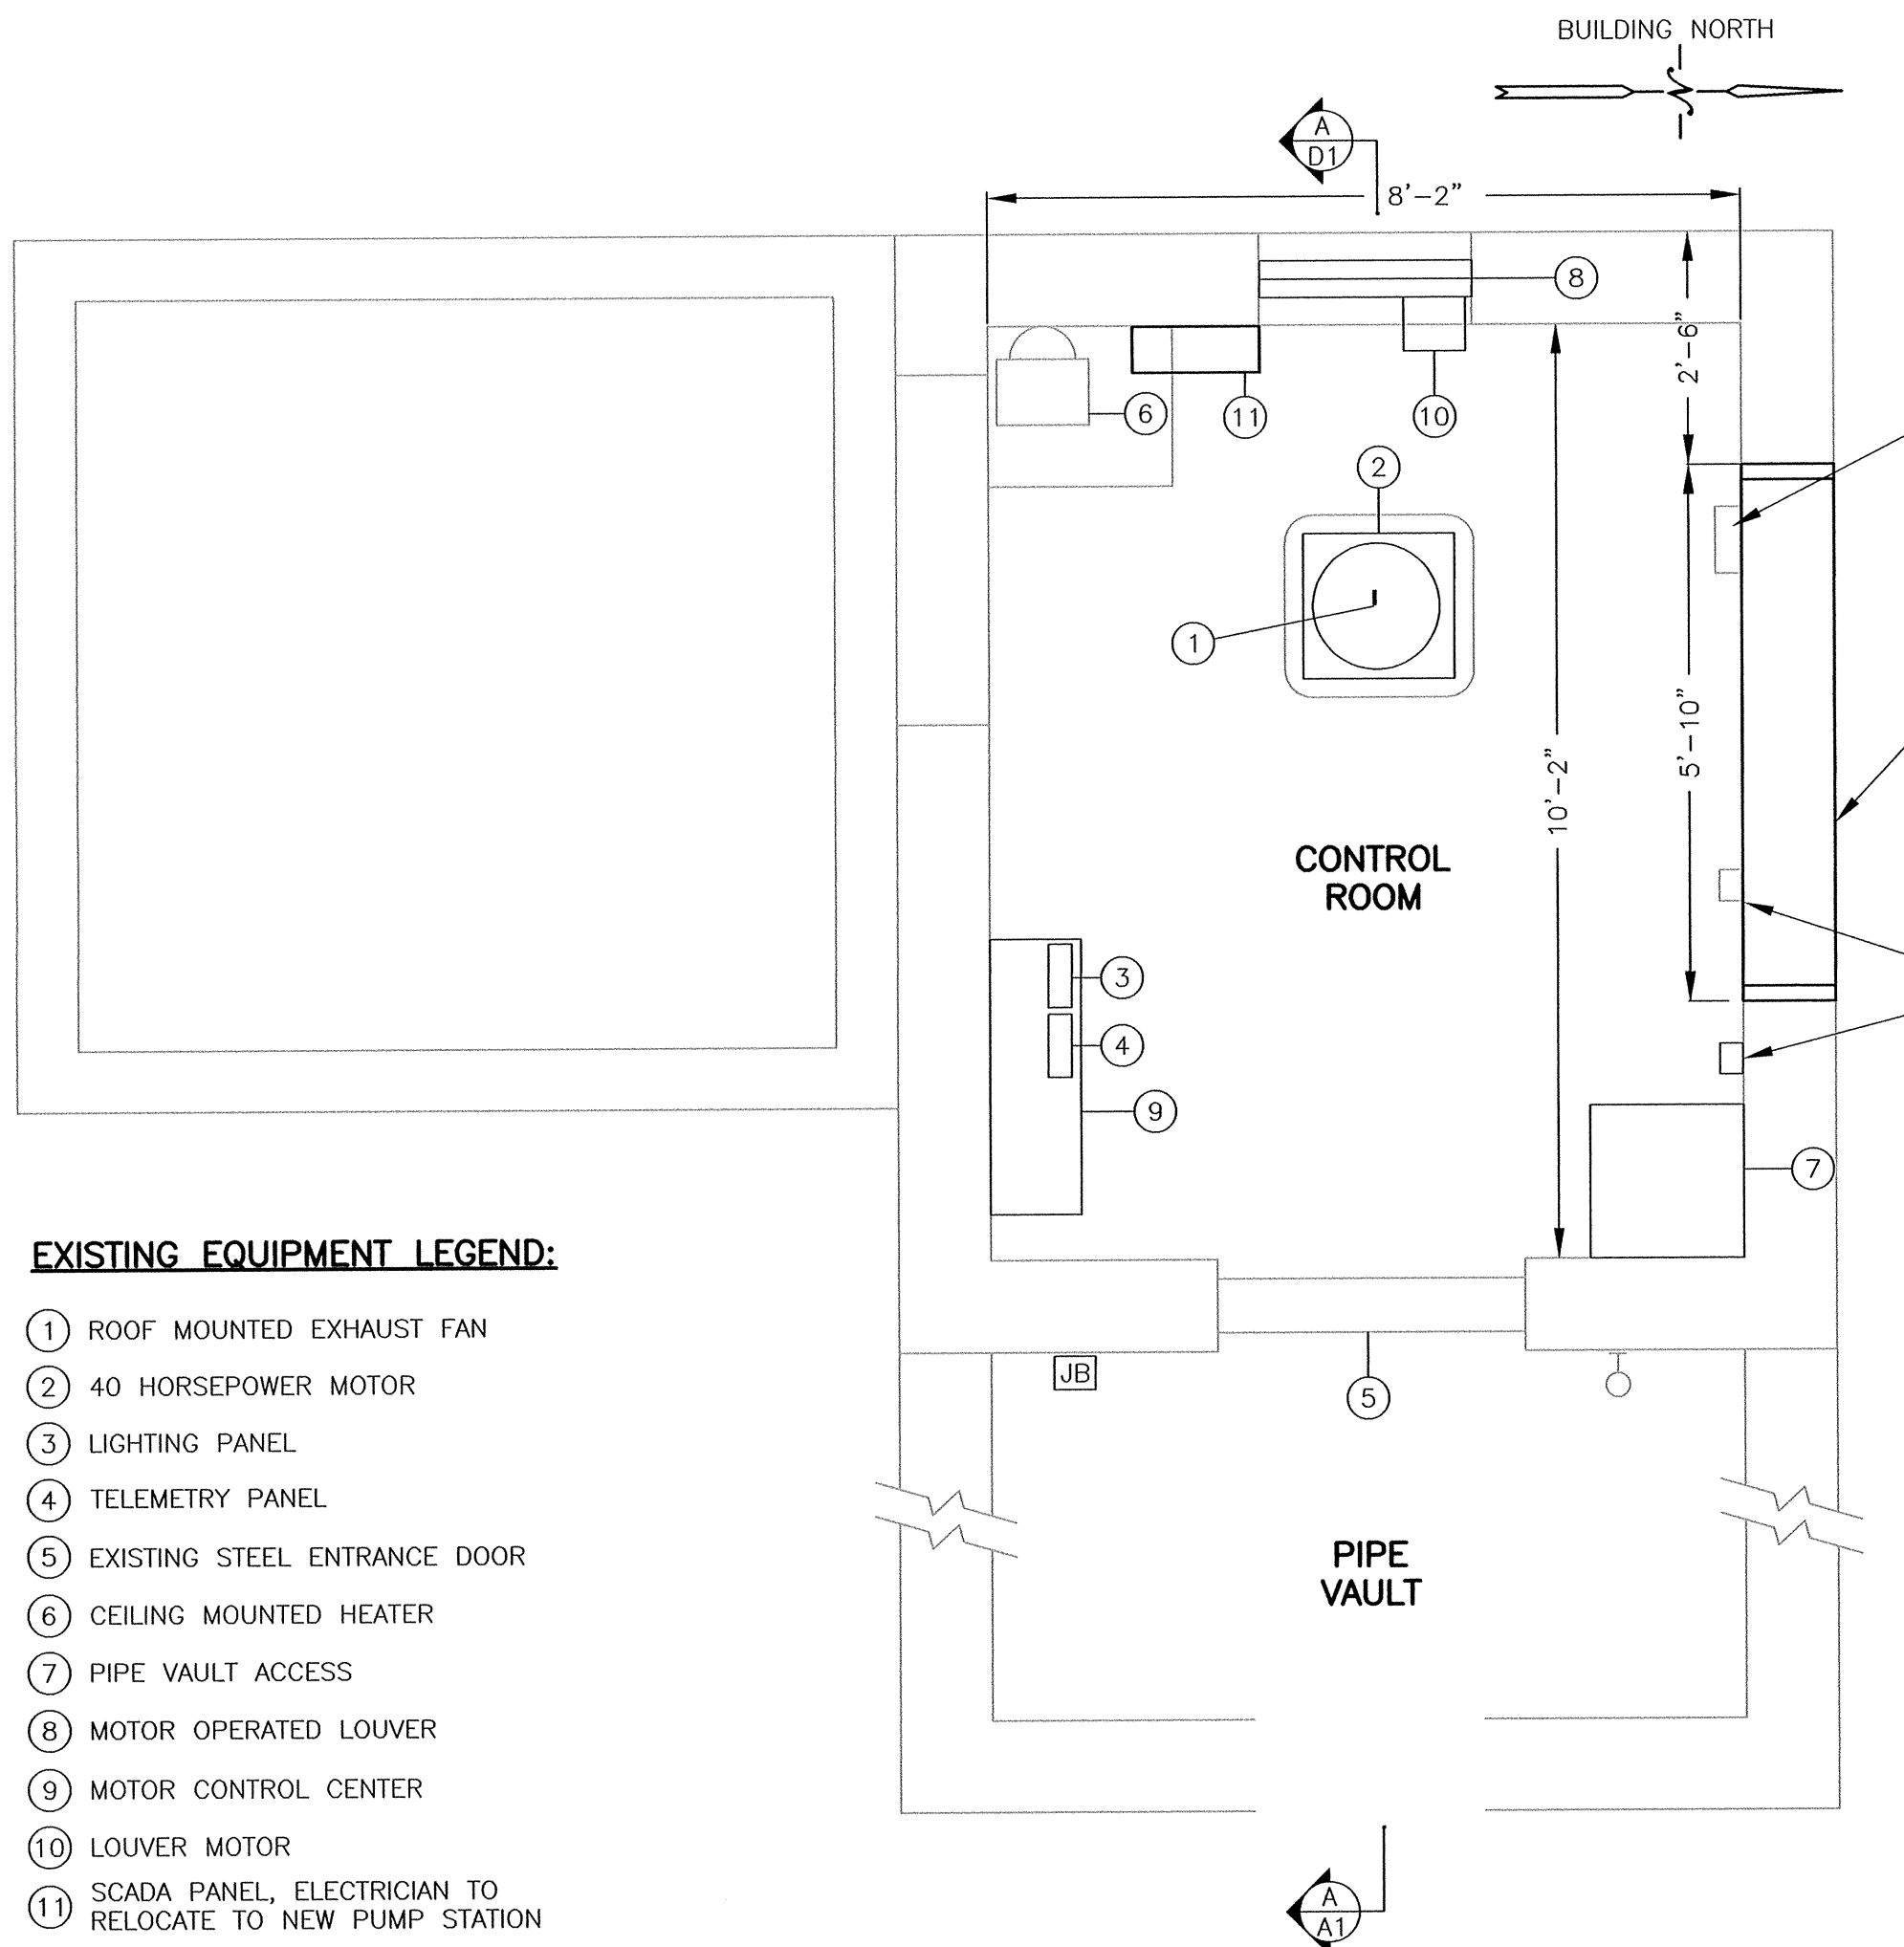 BUILDING NORTH
A
D1
8'-2"
8
2'-6"
6
11
10
2
1
5'-10"
10'-2"
CONTROL
ROOM
3
4
9
7
EXISTING EQUIPMENT LEGEND:
1 ROOF MOUNTED EXHAUST FAN
2 40 HORSEPOWER MOTOR
3 LIGHTING PANEL
4 TELEMETRY PANEL
5 EXISTING STEEL ENTRANCE DOOR
6 CEILING MOUNTED HEATER
7 PIPE VAULT ACCESS
8 MOTOR OPERATED LOUVER
9 MOTOR CONTROL CENTER
10 LOUVER MOTOR
11 SCADA PANEL, ELECTRICIAN TO
RELOCATE TO NEW PUMP STATION
JB
5
PIPE
VAULT
A
A1